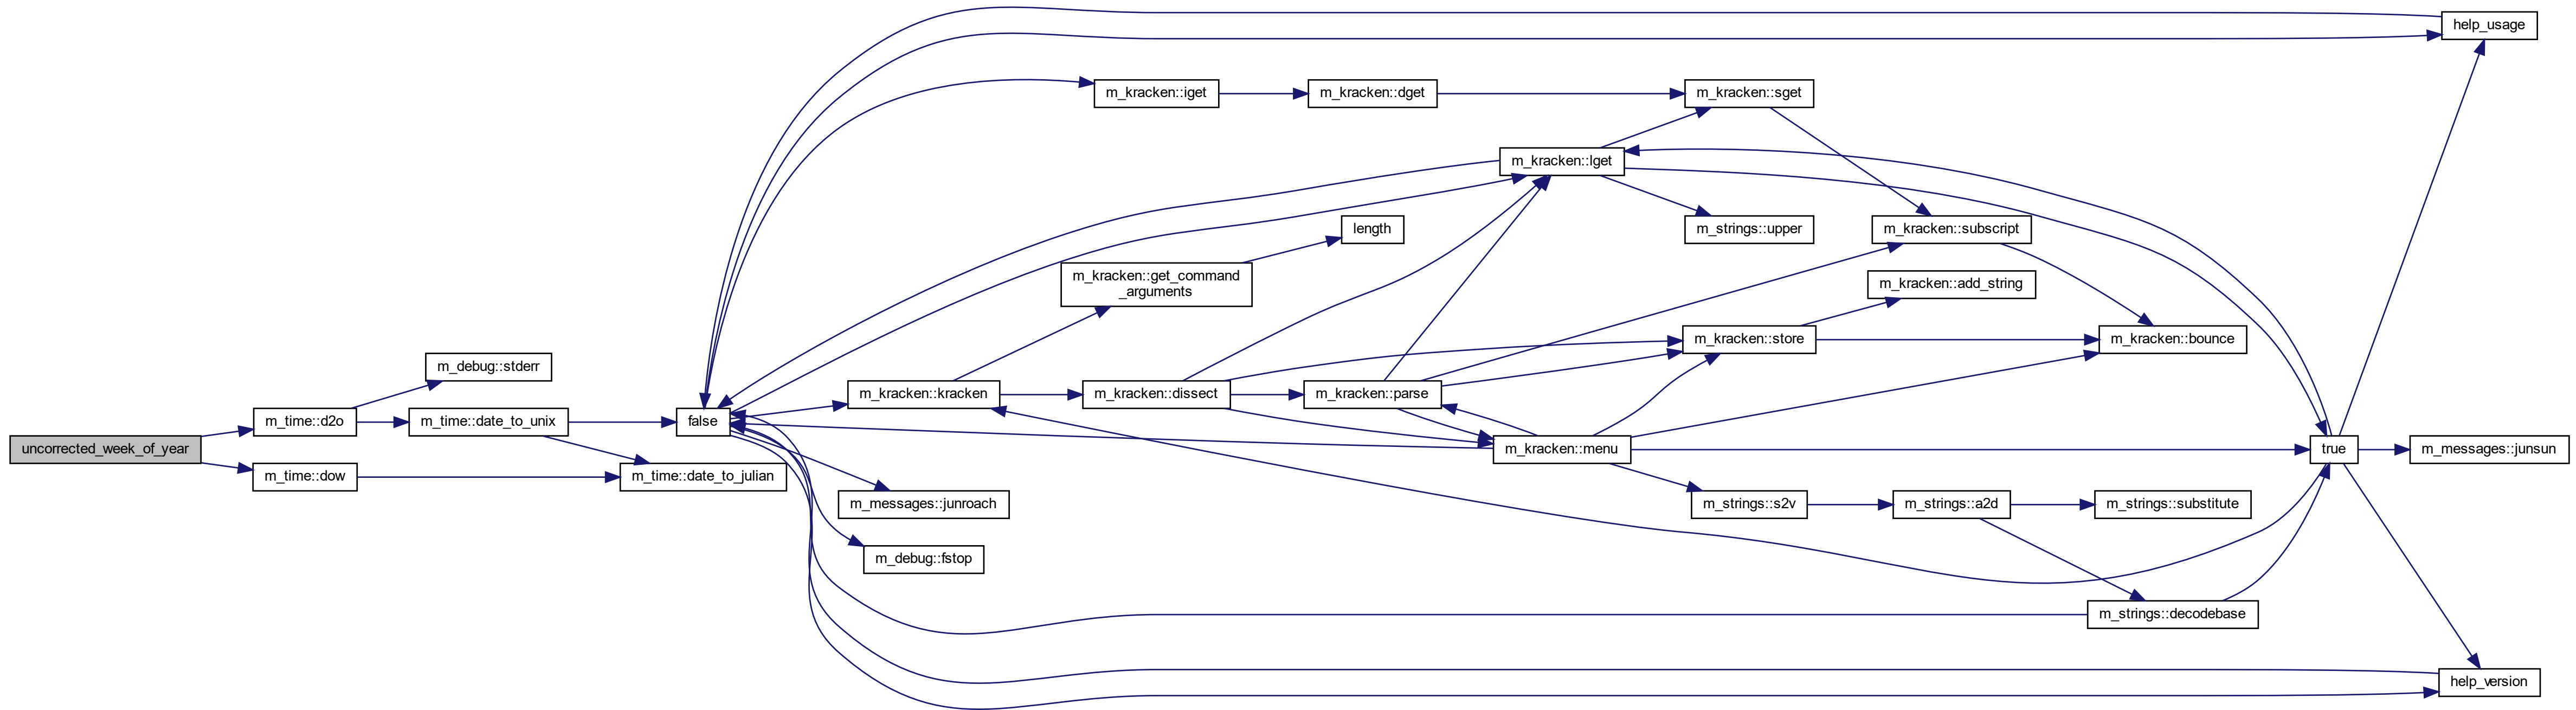 help_usage
m_kracken::iget
m_kracken::dget
m_kracken::sget
m_kracken::lget
length
m_strings::upper
m_kracken::subscript
m_kracken::get_command
_arguments
m_kracken::add_string
m_debug::stderr
m_kracken::store
m_kracken::bounce
m_kracken::kracken
m_kracken::dissect
m_kracken::parse
m_time::d2o
m_time::date_to_unix
false
uncorrected_week_of_year
m_kracken::menu
true
m_messages::junsun
m_time::dow
m_time::date_to_julian
m_messages::junroach
m_strings::s2v
m_strings::a2d
m_strings::substitute
m_debug::fstop
m_strings::decodebase
help_version